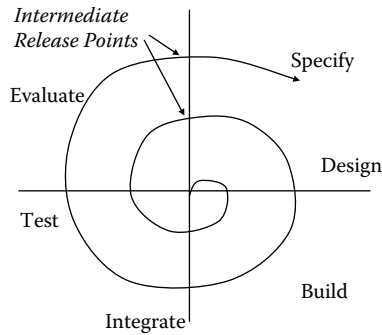 Intermediate
Release Points
Specify
Evaluate
Design
Test
Build
Integrate